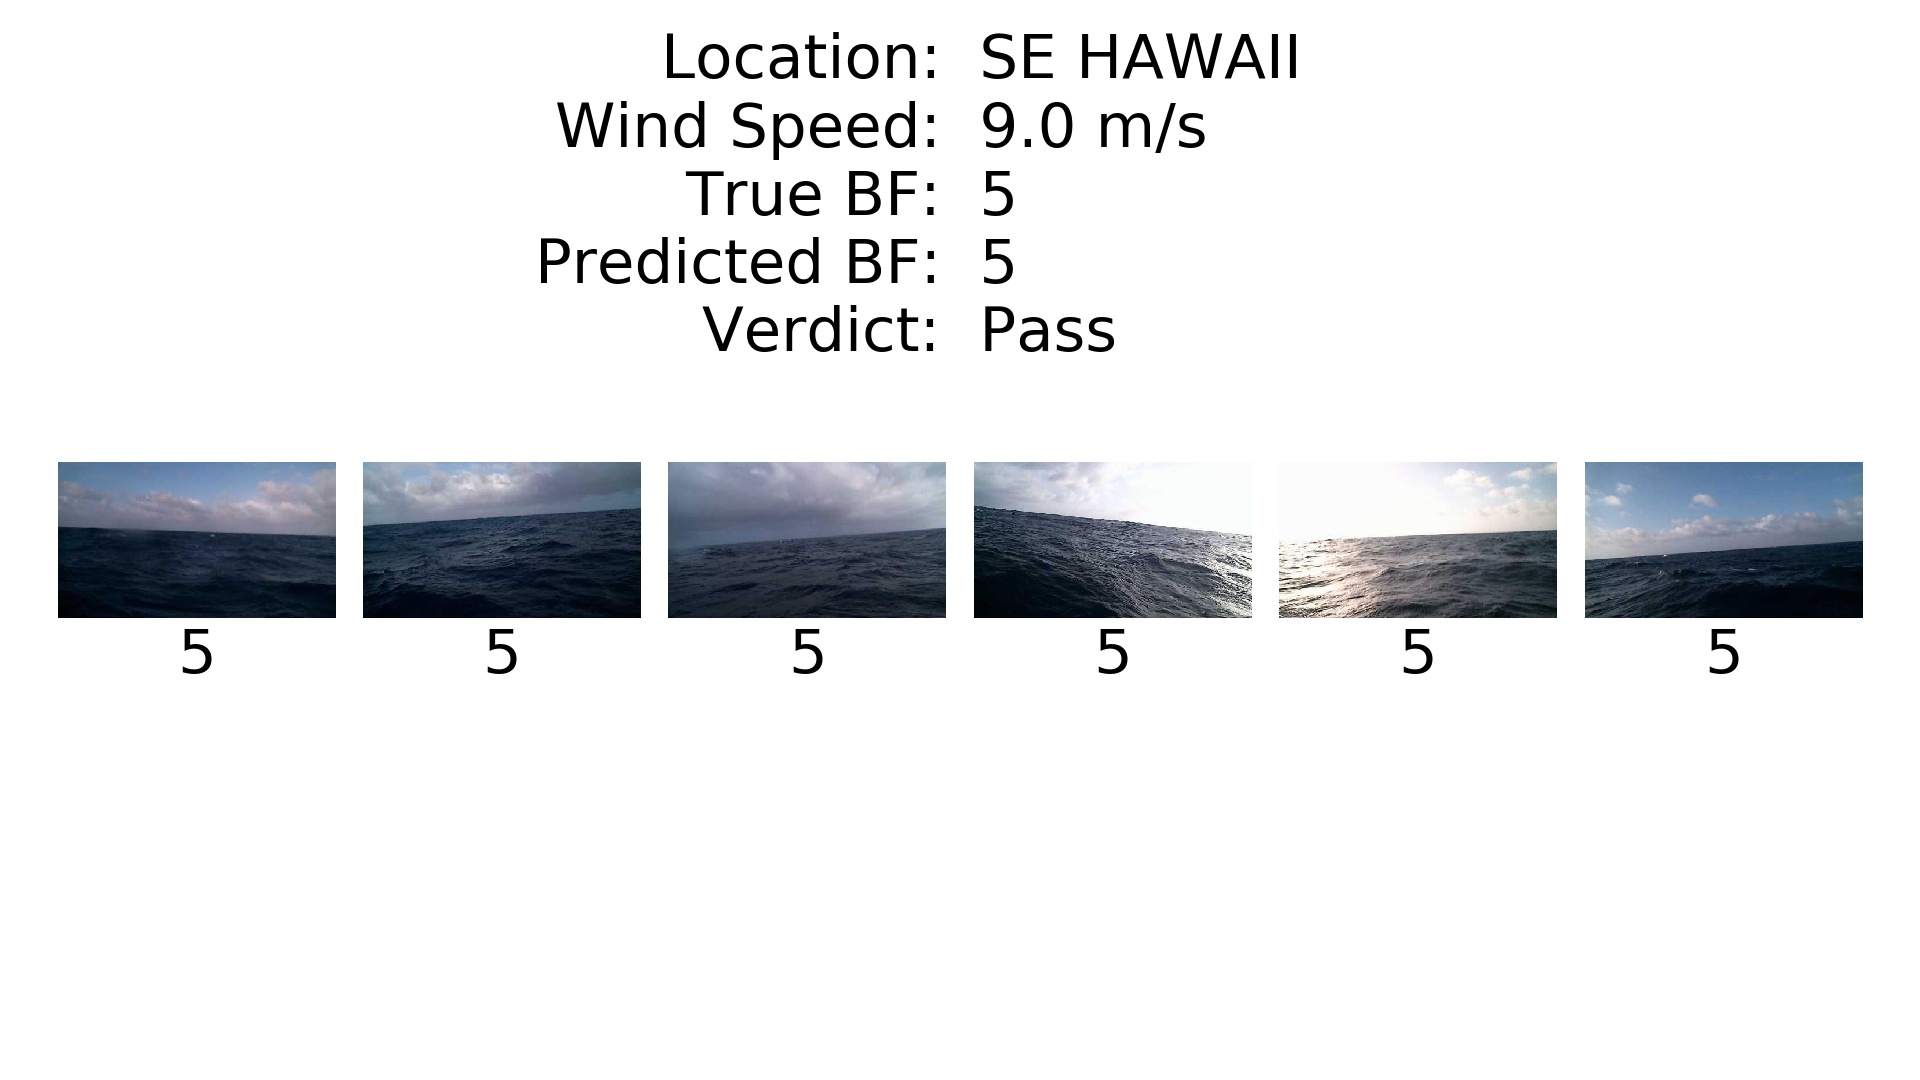 Location: SE HAWAII
Wind Speed: 9.0 m/s
True BF: 5
Predicted BF: 5
Verdict: Pass
5 5 5 5 5 5